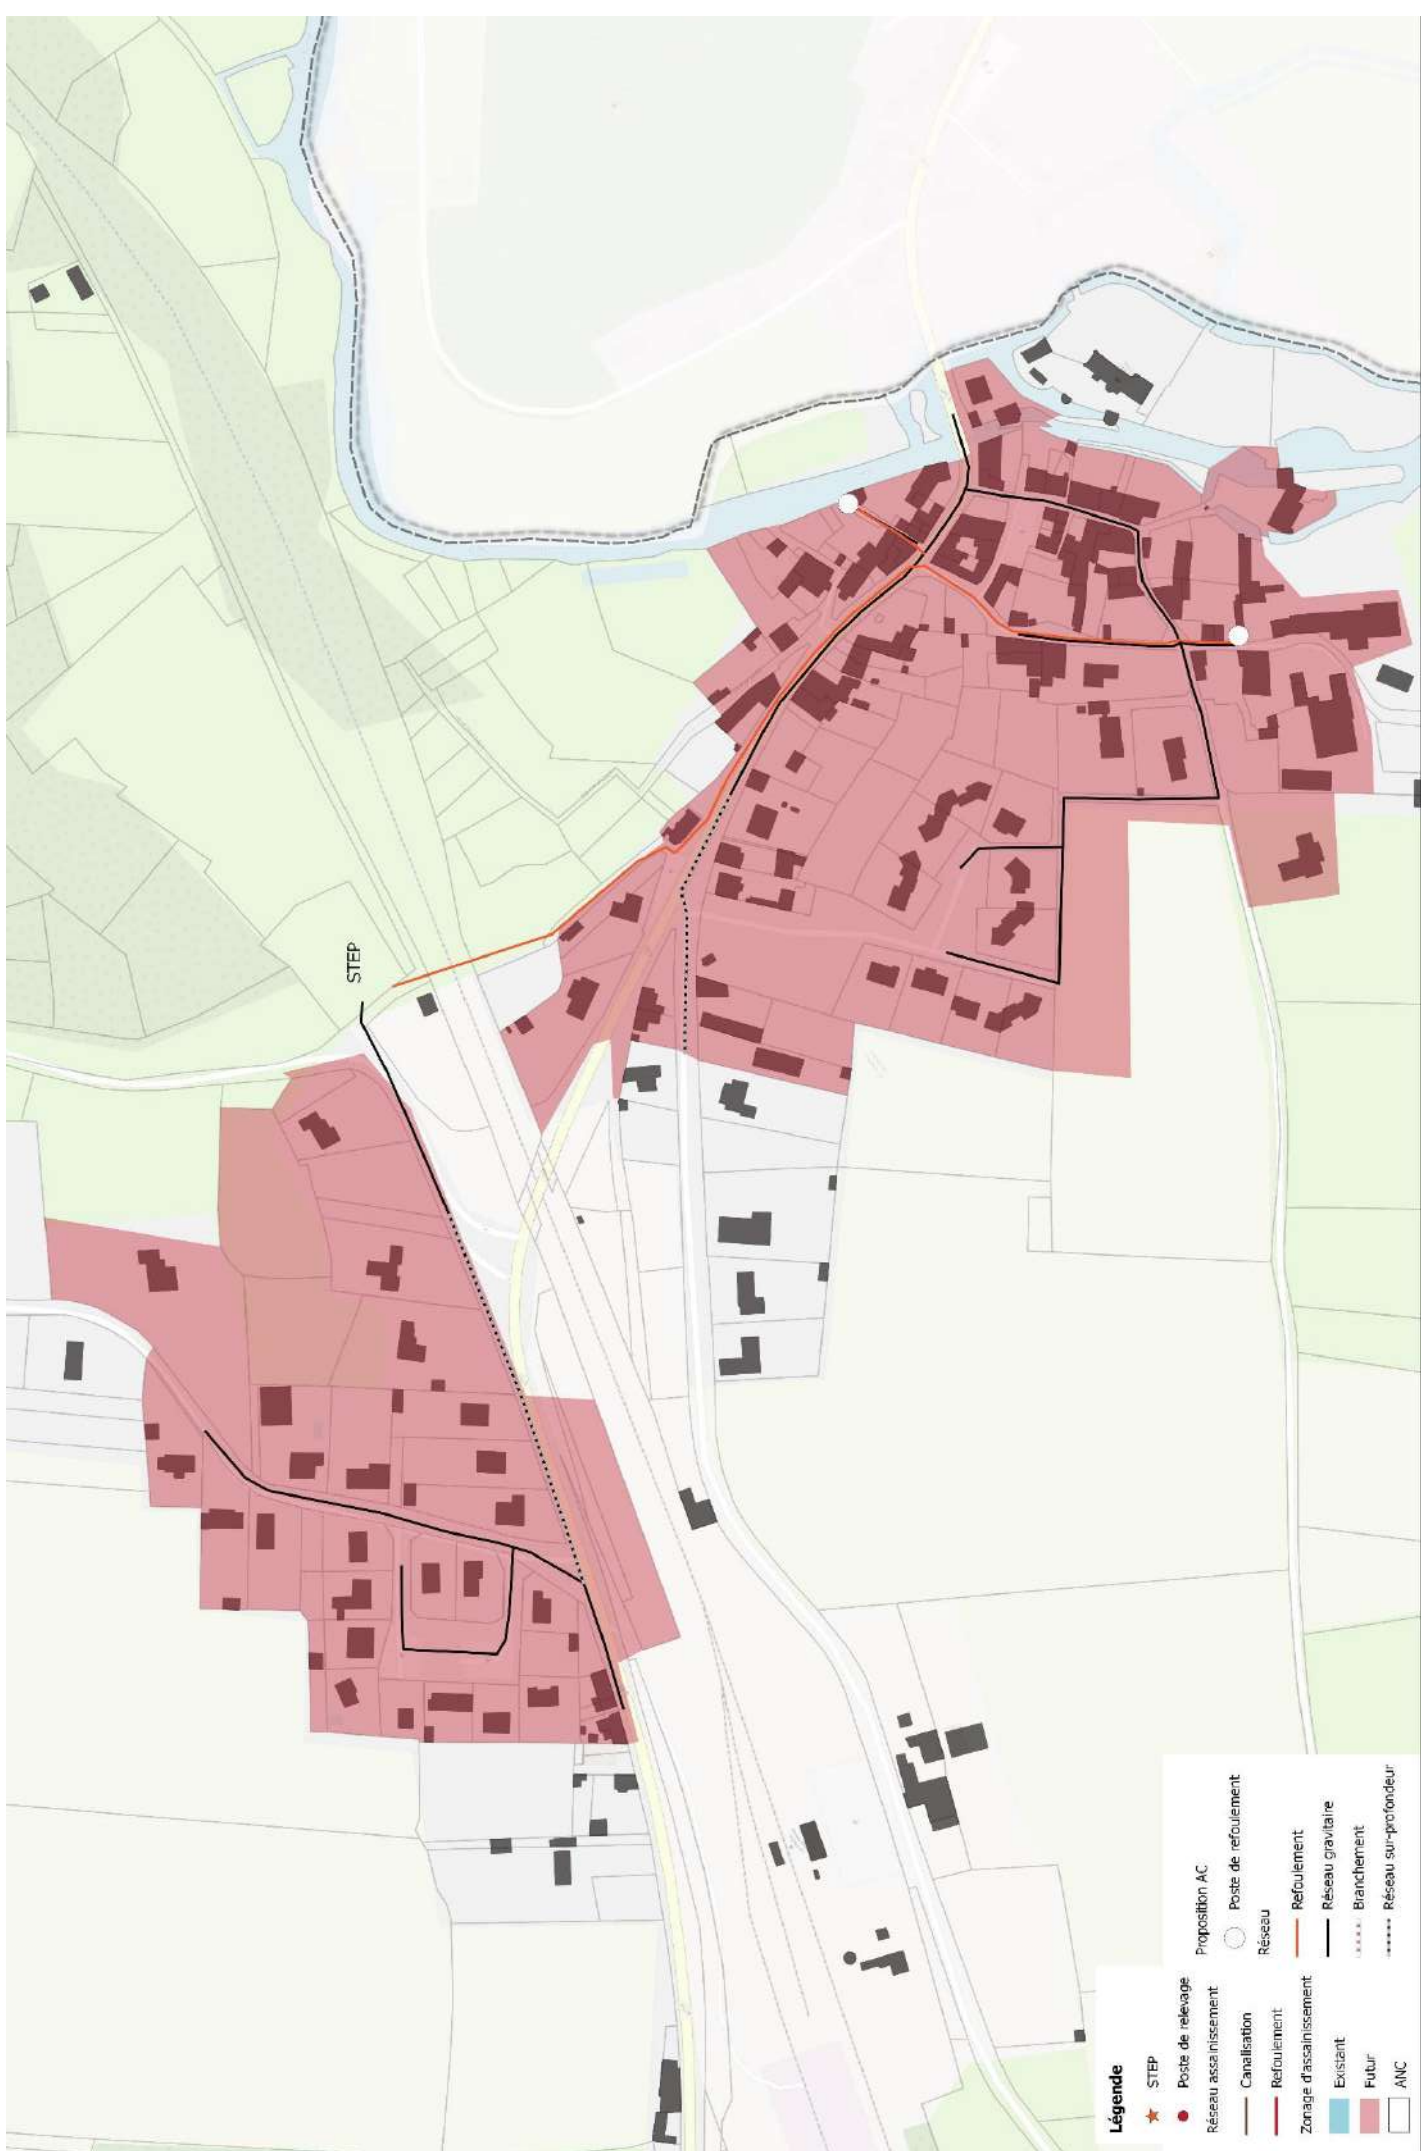 STEP
Légende
STEP
Poste de relevage
Réseau assainissement
Canalisation
Refoulement
Zonage d'assainissement
Existant
Futur
ANC
Proposition AC
Poste de refoulement
Réseau
Refoulement
Réseau gravitaire
Branchement
Réseau sur-profondeur